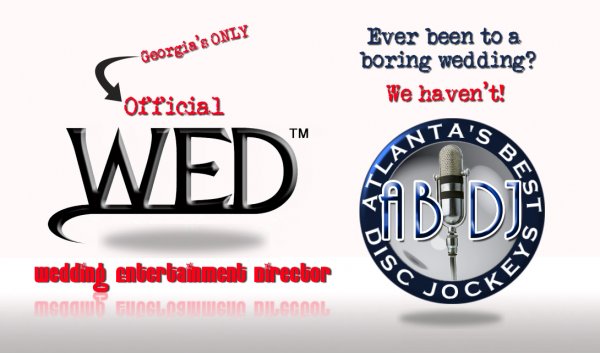 Georgia's ONLY
Official
WED™
Wedding Entertainment Director
Ever been to a
boring wedding?
We haven't!
ATLANTA'S BEST
ABDJ
DISC JOCKEYS